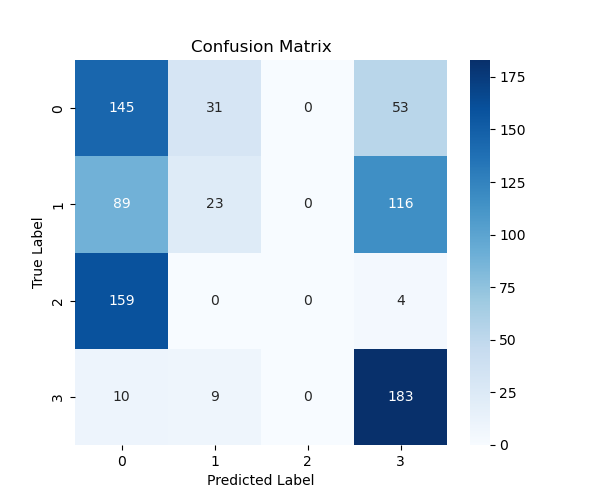 Confusion Matrix
0 145 31 0 53
1 89 23 0 116
2 159 0 0 4
3 10 9 0 183
0 1 2 3
Predicted Label
True Label
175
150
125
100
75
50
25
0